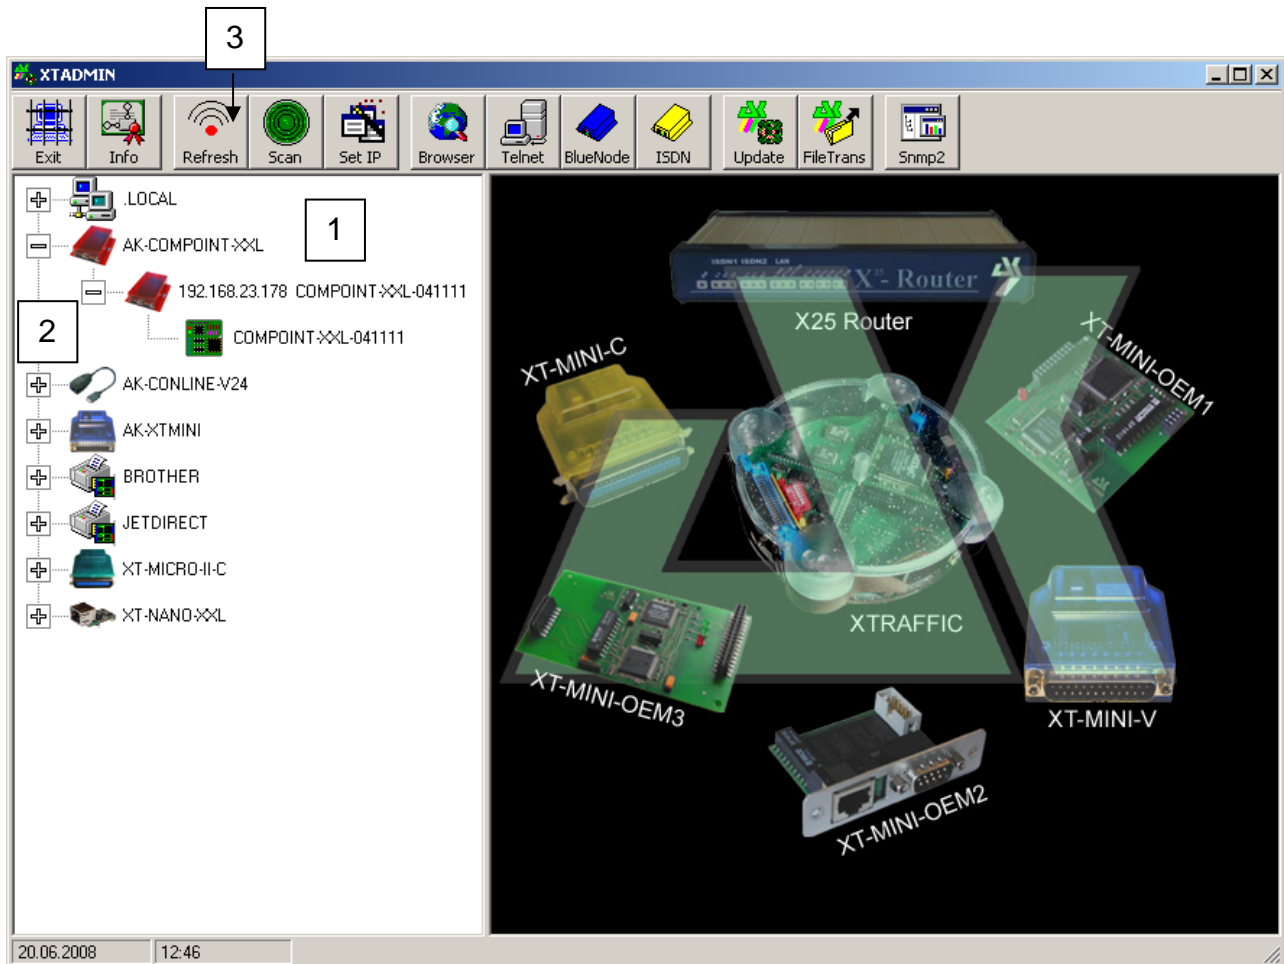 3
XTADMIN
Exit
Info
Refresh
Scan
Set IP
Browser
Telnet
BlueNode
ISDN
Update
FileTrans
Snmp2
.LOCAL
1
AK-COMPOINT-XXL
192.168.23.178 COMPOINT-XXL-041111
2
COMPOINT-XXL-041111
AK-CONLINE-V24
AK-XTMINI
BROTHER
JETDIRECT
XT-MICRO-II-C
XT-NANO-XXL
ISDN1 ISDN2 LAN
X25 - Router
X25 Router
XT-MINI-C
XT-MINI-OEM1
XTRAFFIC
XT-MINI-OEM3
XT-MINI-V
XT-MINI-OEM2
20.06.2008
12:46